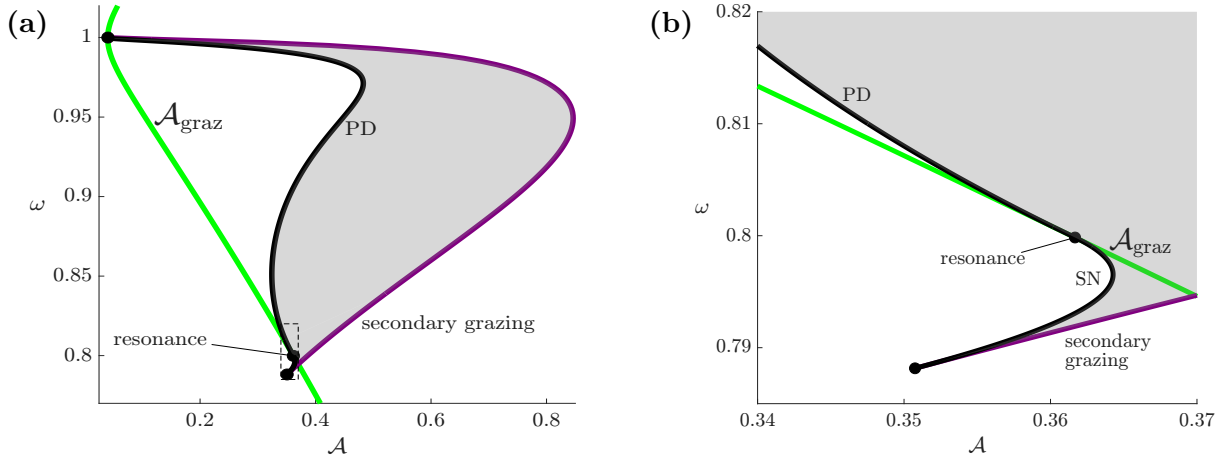 (a)
1
0.95
0.9
0.85
0.8
ω
𝒜_graz
PD
secondary grazing
resonance
0.2
0.4
0.6
0.8
𝒜
(b)
0.82
0.81
0.8
0.79
ω
PD
𝒜_graz
resonance
SN
secondary
grazing
0.34
0.35
0.36
0.37
𝒜